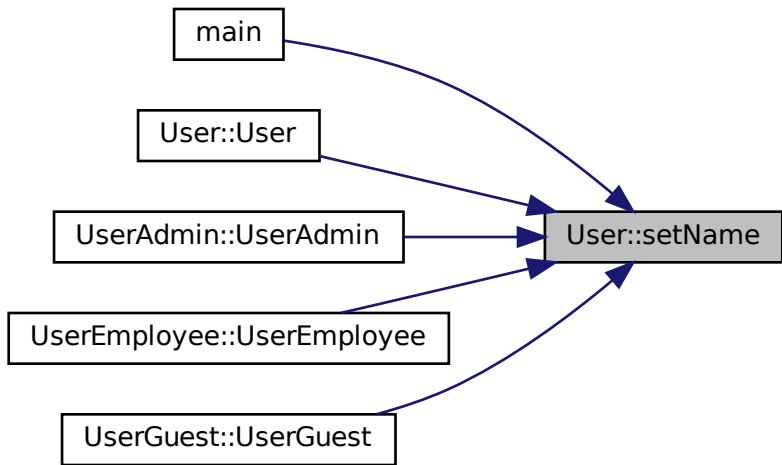 main
User::User
UserAdmin::UserAdmin
User::setName
UserEmployee::UserEmployee
UserGuest::UserGuest